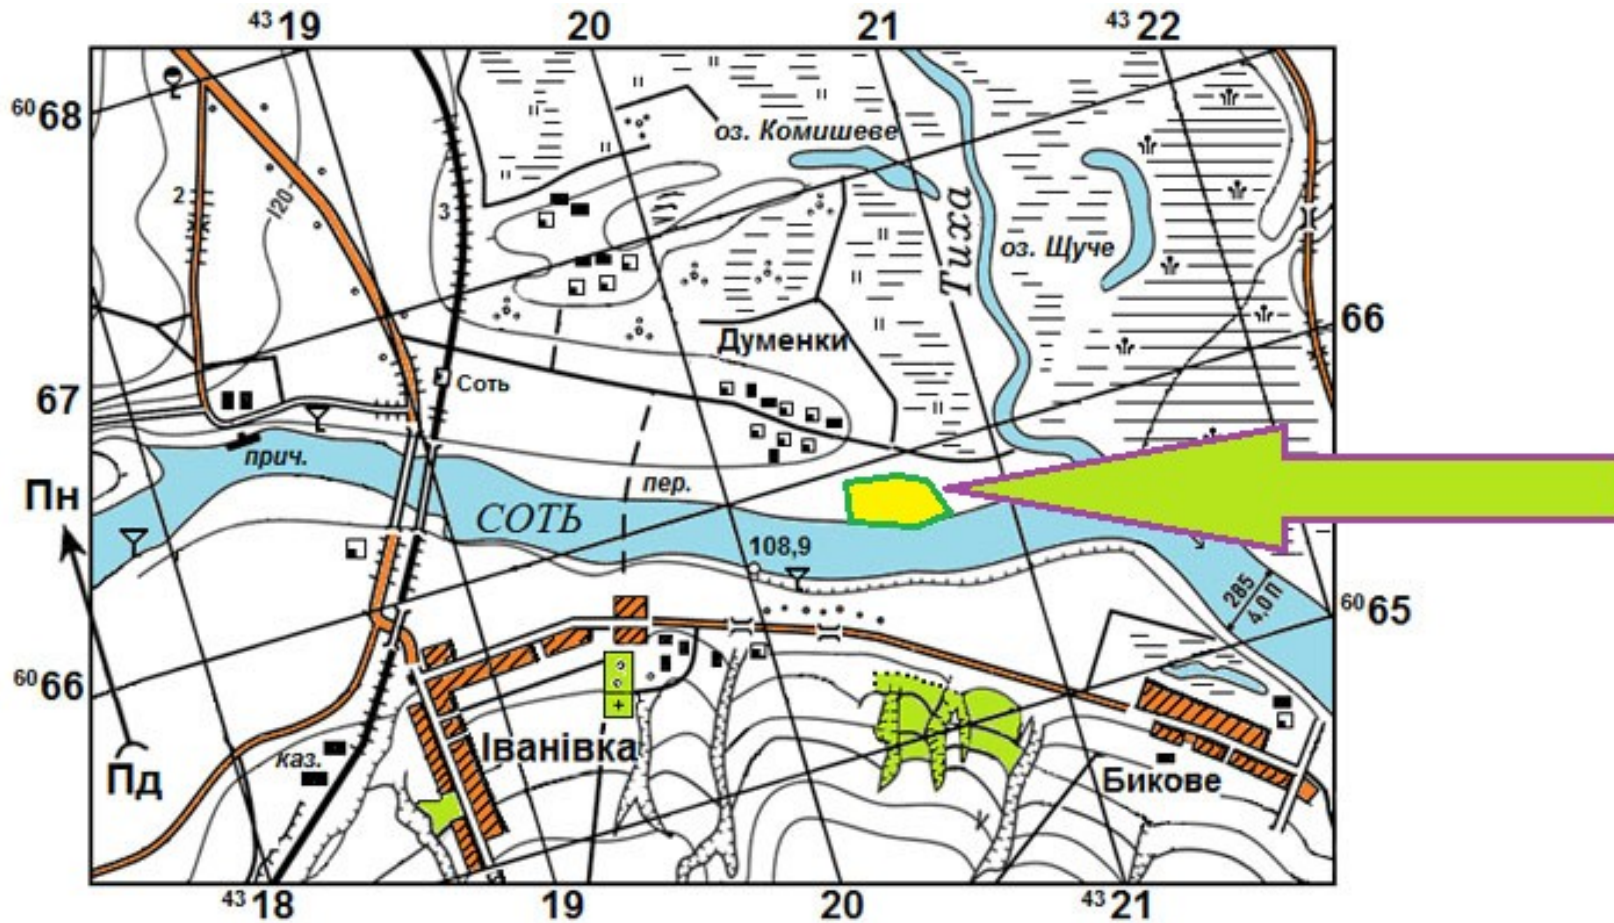 43 19 20 21 43 22
60 68
оз. Комишеве
2
120
3
Тиха
оз. Щуче
66
Думенки
Соть
67
прич.
пер.
Пн
СОТЬ
108,9
285
4,0 П
60 65
60 66
Іванівка
каз.
Пд
Бикове
43 18 19 20 43 21